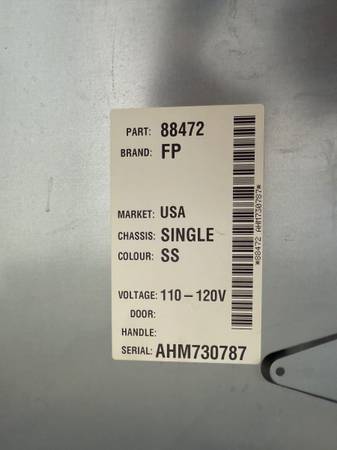 PART: 88472
BRAND: FP
MARKET: USA
CHASSIS: SINGLE
COLOUR: SS
VOLTAGE: 110-120V
DOOR:
HANDLE:
SERIAL: AHM730787
*88472 AHM730787*